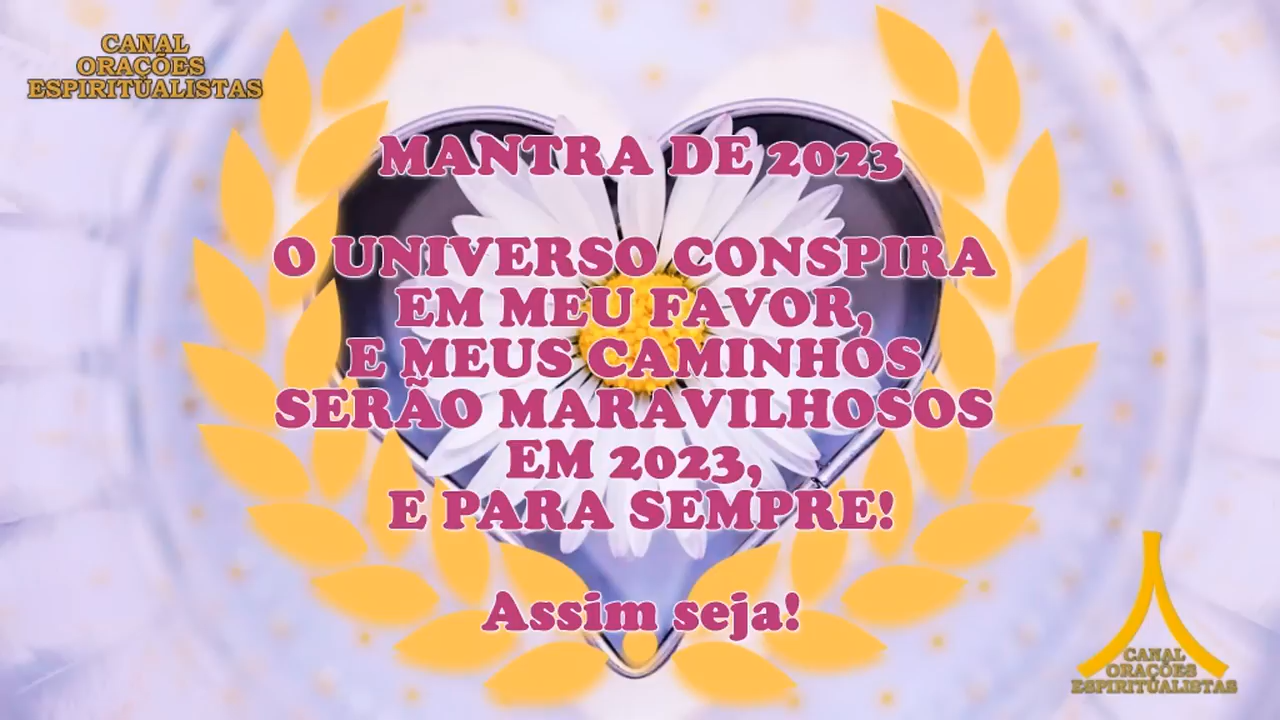 CANAL
ORAÇÕES
ESPIRITUALISTAS
MANTRA DE 2023
O UNIVERSO CONSPIRA
EM MEU FAVOR,
E MEUS CAMINHOS
SERÃO MARAVILHOSOS
EM 2023,
E PARA SEMPRE!
Assim seja!
CANAL
ORAÇÕES
ESPIRITUALISTAS